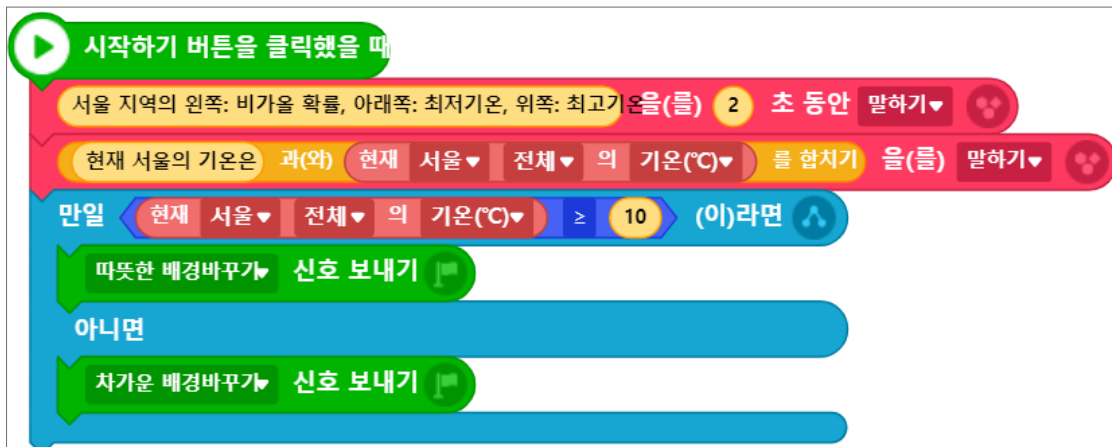 시작하기 버튼을 클릭했을 때
서울 지역의 왼쪽: 비가올 확률, 아래쪽: 최저기온, 위쪽: 최고기온을(를) 2 초 동안 말하기▼
현재 서울의 기온은 과(와) 현재 서울▼ 전체▼ 의 기온(℃)▼ 를 합치기 을(를) 말하기▼
만일 현재 서울▼ 전체▼ 의 기온(℃)▼ ≥ 10 (이)라면
따뜻한 배경바꾸기▼ 신호 보내기
아니면
차가운 배경바꾸기▼ 신호 보내기